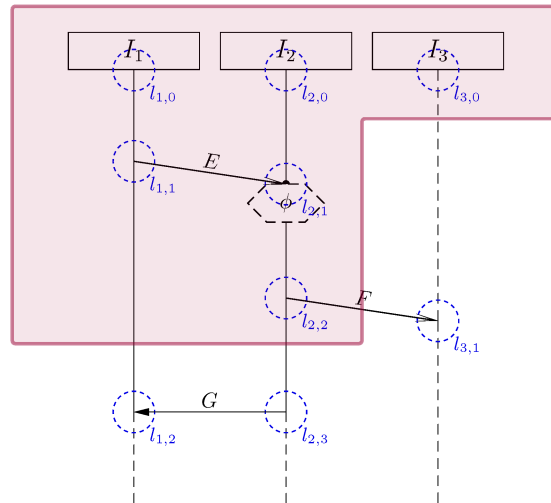 I₁ I₂ I₃
l₁,₀ l₂,₀ l₃,₀
E
l₁,₁ ϕ l₂,₁
F
l₂,₂ l₃,₁
G
l₁,₂ l₂,₃